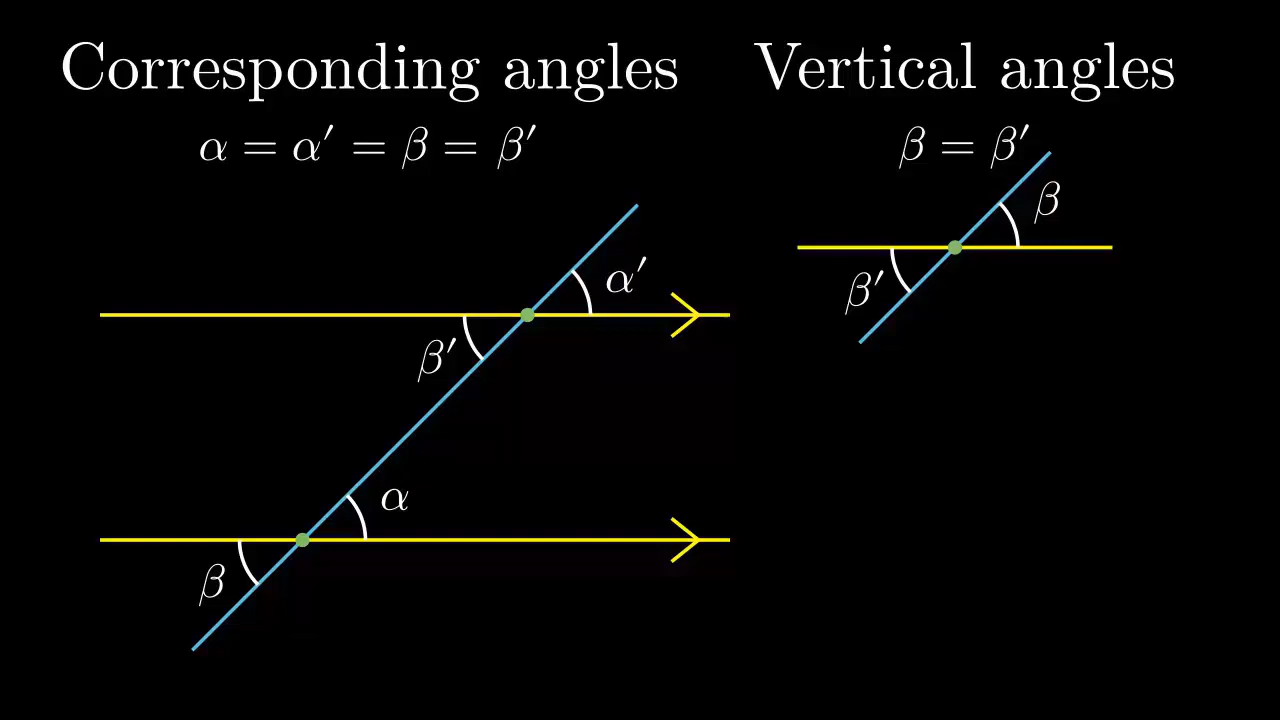 Corresponding angles
α = α′ = β = β′
α′
β′
α
β
Vertical angles
β = β′
β
β′